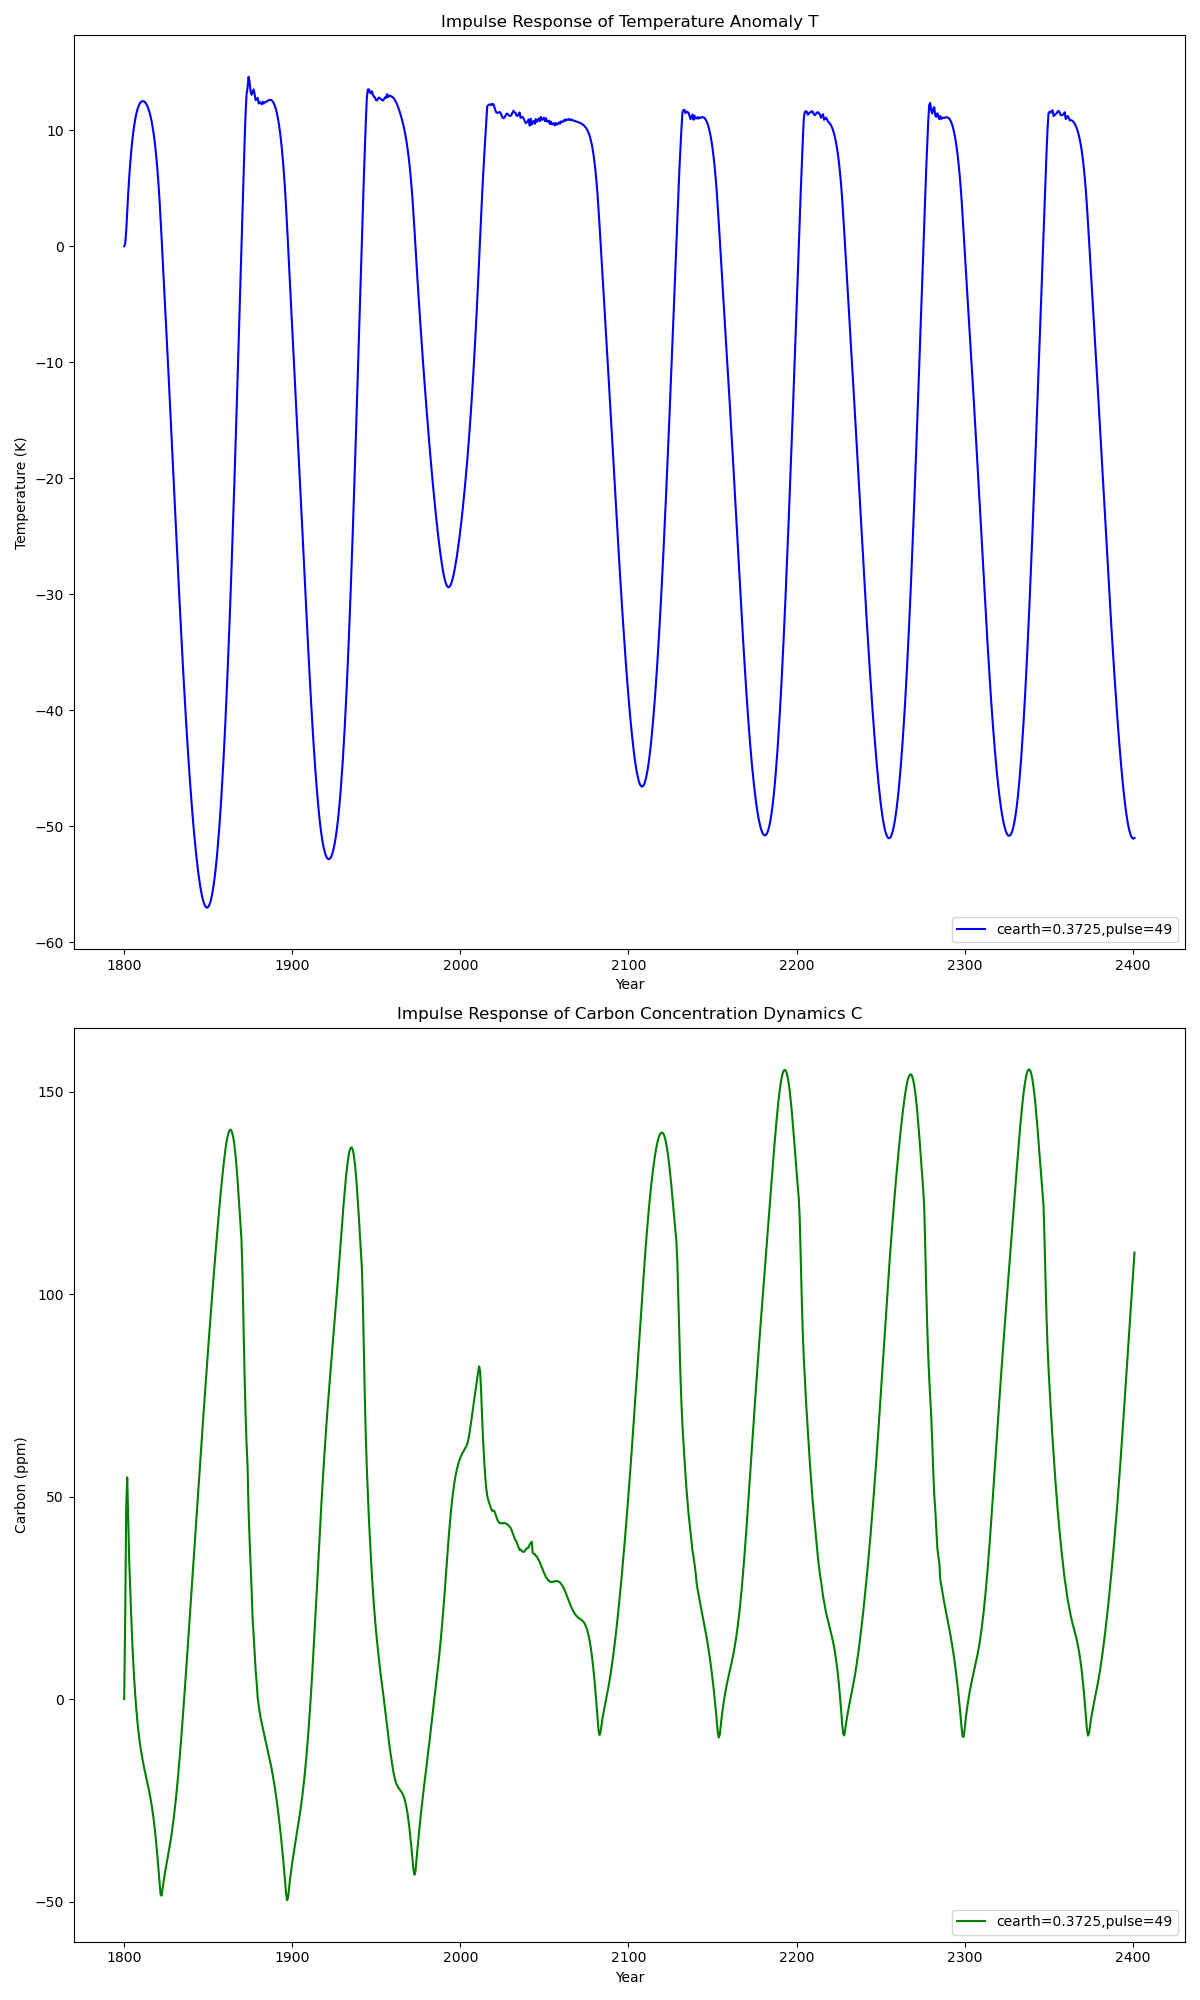 Impulse Response of Temperature Anomaly T
Temperature (K)
10
0
−10
−20
−30
−40
−50
−60
1800 1900 2000 2100 2200 2300 2400
Year
cearth=0.3725,pulse=49
Impulse Response of Carbon Concentration Dynamics C
Carbon (ppm)
150
100
50
0
−50
1800 1900 2000 2100 2200 2300 2400
Year
cearth=0.3725,pulse=49